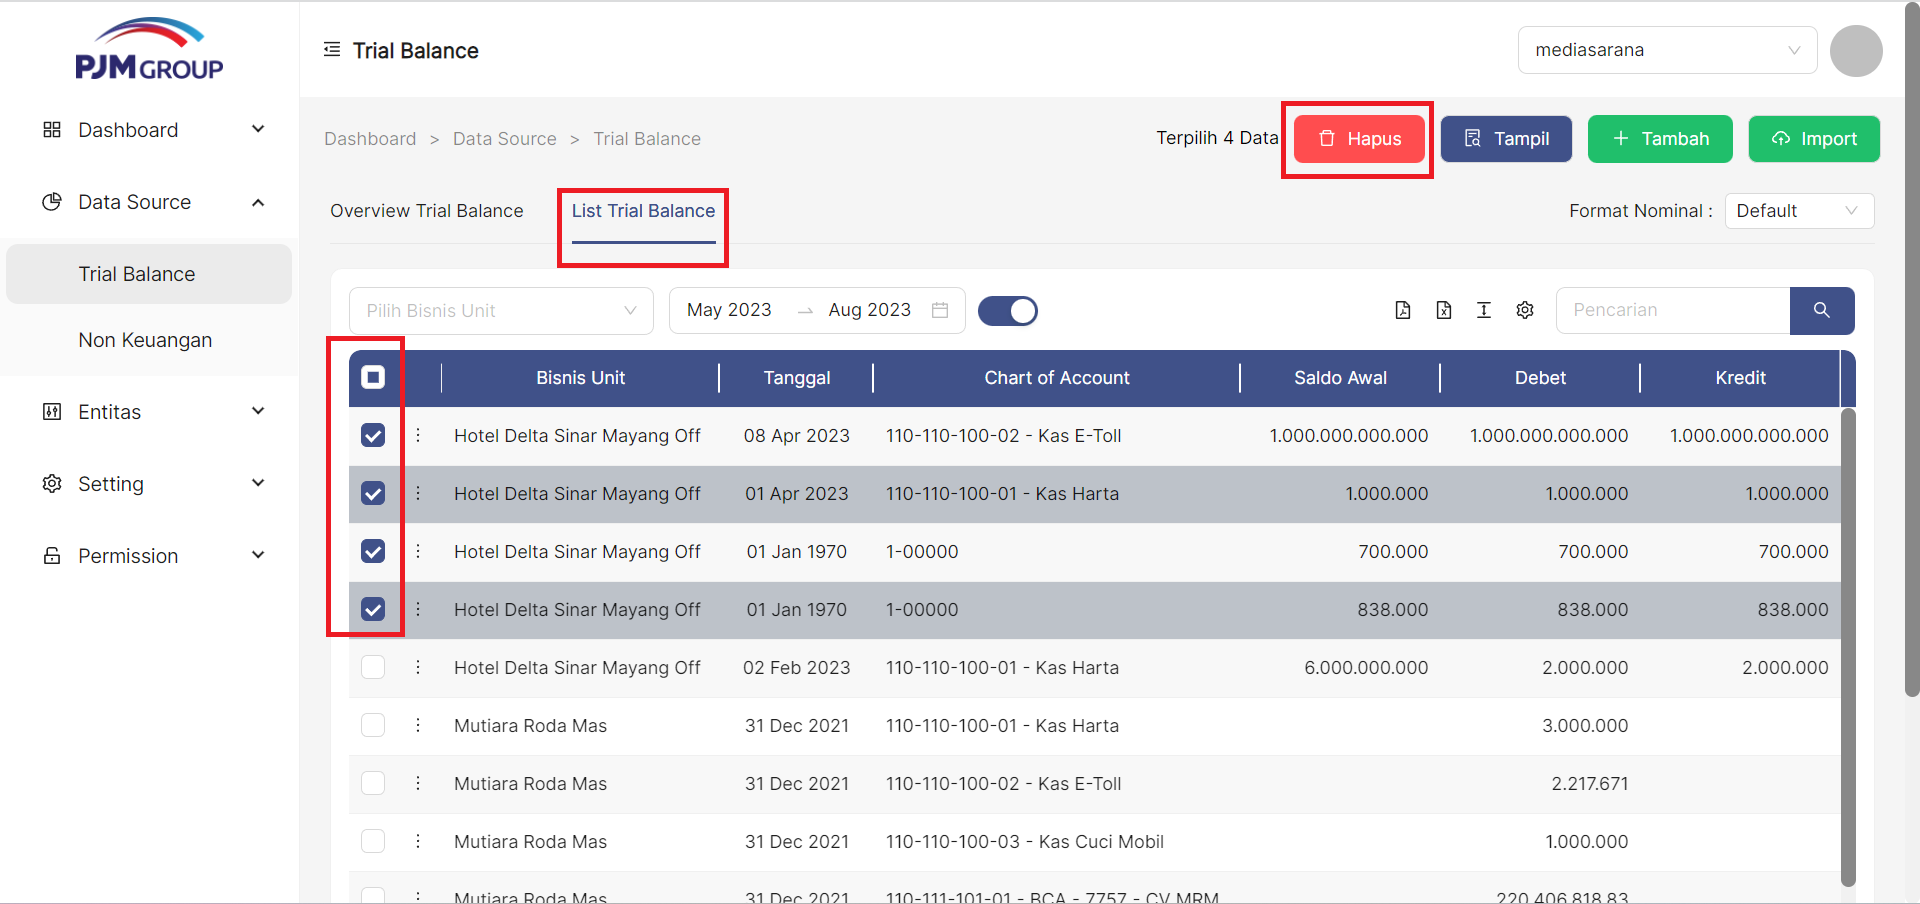 PJM GROUP
Trial Balance
mediasarana
Dashboard
Data Source
Trial Balance
Non Keuangan
Entitas
Setting
Permission
Dashboard > Data Source > Trial Balance
Terpilih 4 Data Hapus Tampil + Tambah Import
Overview Trial Balance List Trial Balance Format Nominal : Default
Pilih Bisnis Unit May 2023 → Aug 2023 Pencarian
Bisnis Unit Tanggal Chart of Account Saldo Awal Debet Kredit
Hotel Delta Sinar Mayang Off 08 Apr 2023 110-110-100-02 - Kas E-Toll 1.000.000.000.000 1.000.000.000.000 1.000.000.000.000
Hotel Delta Sinar Mayang Off 01 Apr 2023 110-110-100-01 - Kas Harta 1.000.000 1.000.000 1.000.000
Hotel Delta Sinar Mayang Off 01 Jan 1970 1-00000 700.000 700.000 700.000
Hotel Delta Sinar Mayang Off 01 Jan 1970 1-00000 838.000 838.000 838.000
Hotel Delta Sinar Mayang Off 02 Feb 2023 110-110-100-01 - Kas Harta 6.000.000.000 2.000.000 2.000.000
Mutiara Roda Mas 31 Dec 2021 110-110-100-01 - Kas Harta 3.000.000
Mutiara Roda Mas 31 Dec 2021 110-110-100-02 - Kas E-Toll 2.217.671
Mutiara Roda Mas 31 Dec 2021 110-110-100-03 - Kas Cuci Mobil 1.000.000
Mutiara Roda Mas 31 Dec 2021 110-111-101-01 - BCA - 7757 - CV MRM 220.406.818,83